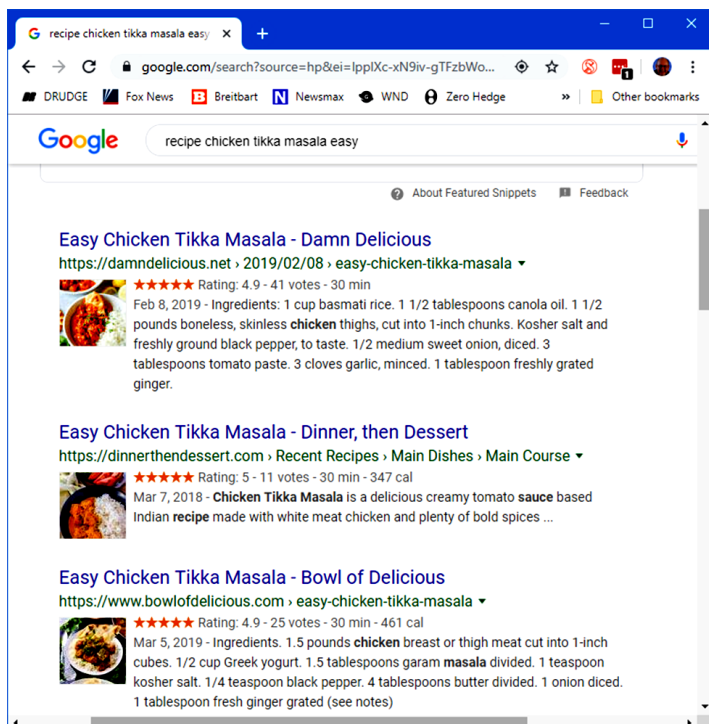 recipe chicken tikka masala easy
google.com/search?source=hp&ei=lppIXc-xN9iv-gTFzbWo...
1
DRUDGE Fox News Breitbart Newsmax WND Zero Hedge » Other bookmarks
Google recipe chicken tikka masala easy
About Featured Snippets Feedback
Easy Chicken Tikka Masala - Damn Delicious
https://damndelicious.net › 2019/02/08 › easy-chicken-tikka-masala
Rating: 4.9 - 41 votes - 30 min
Feb 8, 2019 - Ingredients: 1 cup basmati rice. 1 1/2 tablespoons canola oil. 1 1/2
pounds boneless, skinless chicken thighs, cut into 1-inch chunks. Kosher salt and
freshly ground black pepper, to taste. 1/2 medium sweet onion, diced. 3
tablespoons tomato paste. 3 cloves garlic, minced. 1 tablespoon freshly grated
ginger.
Easy Chicken Tikka Masala - Dinner, then Dessert
https://dinnerthendessert.com › Recent Recipes › Main Dishes › Main Course
Rating: 5 - 11 votes - 30 min - 347 cal
Mar 7, 2018 - Chicken Tikka Masala is a delicious creamy tomato sauce based
Indian recipe made with white meat chicken and plenty of bold spices ...
Easy Chicken Tikka Masala - Bowl of Delicious
https://www.bowlofdelicious.com › easy-chicken-tikka-masala
Rating: 4.9 - 25 votes - 30 min - 461 cal
Mar 5, 2019 - Ingredients. 1.5 pounds chicken breast or thigh meat cut into 1-inch
cubes. 1/2 cup Greek yogurt. 1.5 tablespoons garam masala divided. 1 teaspoon
kosher salt. 1/4 teaspoon black pepper. 4 tablespoons butter divided. 1 onion diced.
1 tablespoon fresh ginger grated (see notes)